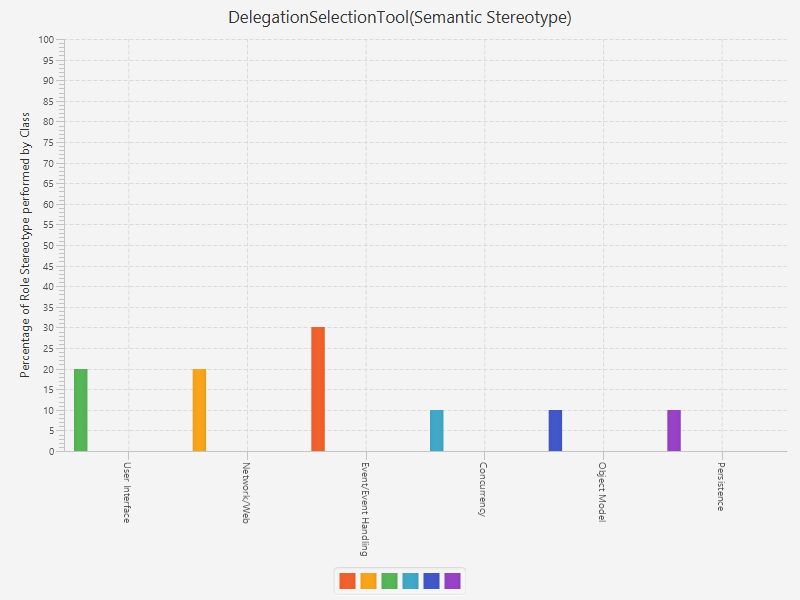 DelegationSelectionTool(Semantic Stereotype)
Percentage of Role Stereotype performed by Class
100
95
90
85
80
75
70
65
60
55
50
45
40
35
30
25
20
15
10
5
0
User Interface
Network/Web
Event/Event Handling
Concurrency
Object Model
Persistence